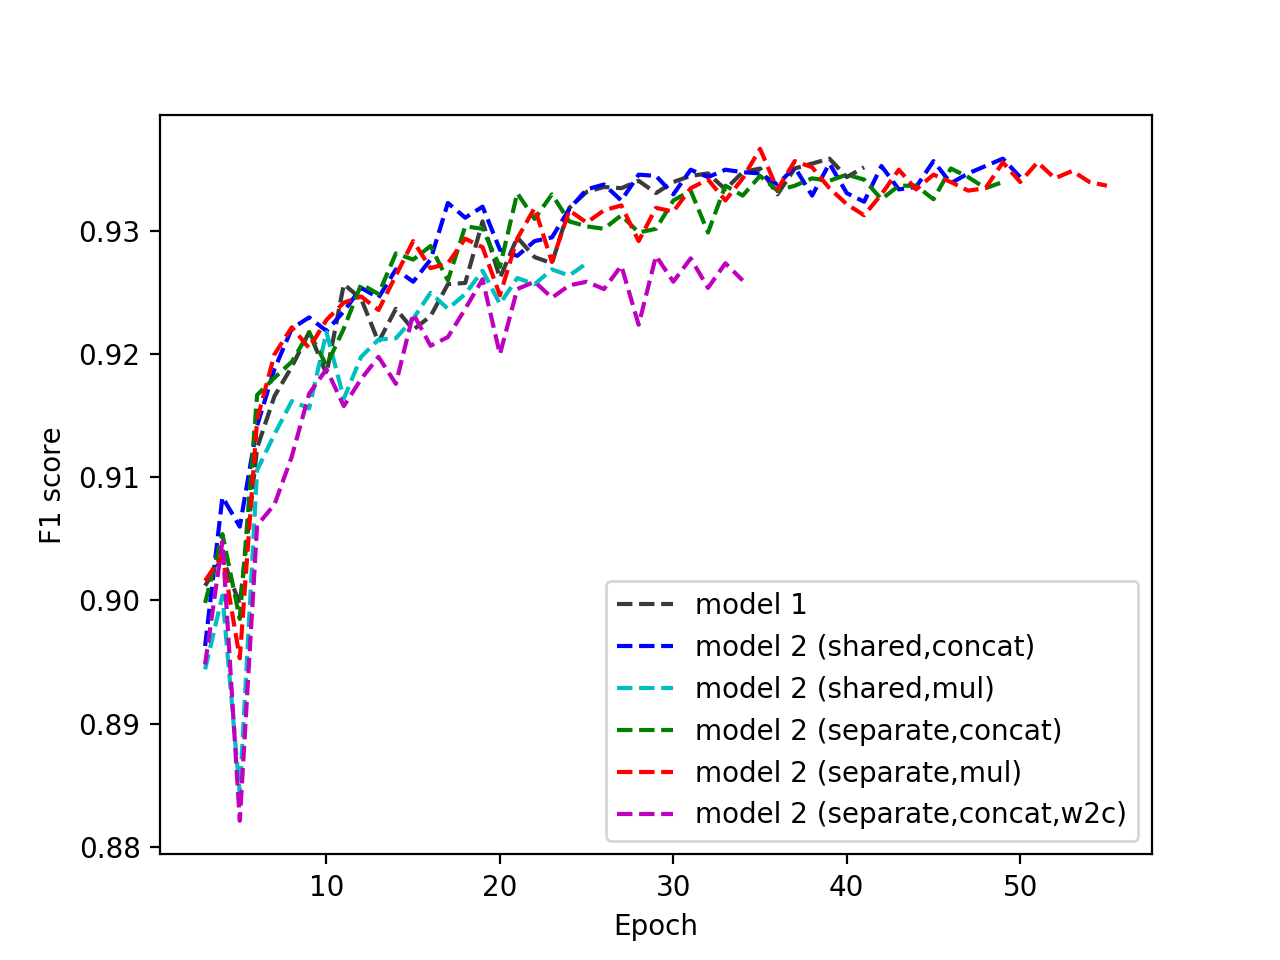 0.93
0.92
0.91
0.90
0.89
0.88
F1 score
10 20 30 40 50
Epoch
model 1
model 2 (shared,concat)
model 2 (shared,mul)
model 2 (separate,concat)
model 2 (separate,mul)
model 2 (separate,concat,w2c)